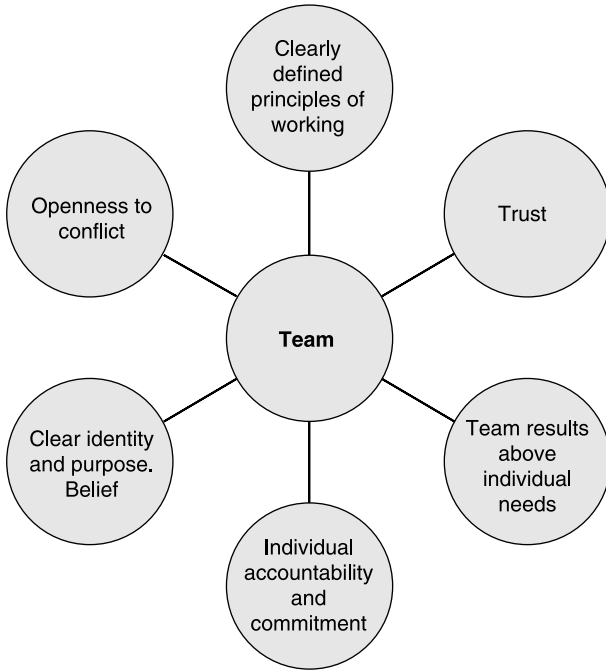 Clearly
defined
principles of
working
Openness to
conflict
Trust
Team
Clear identity
and purpose.
Belief
Team results
above
individual
needs
Individual
accountability
and
commitment